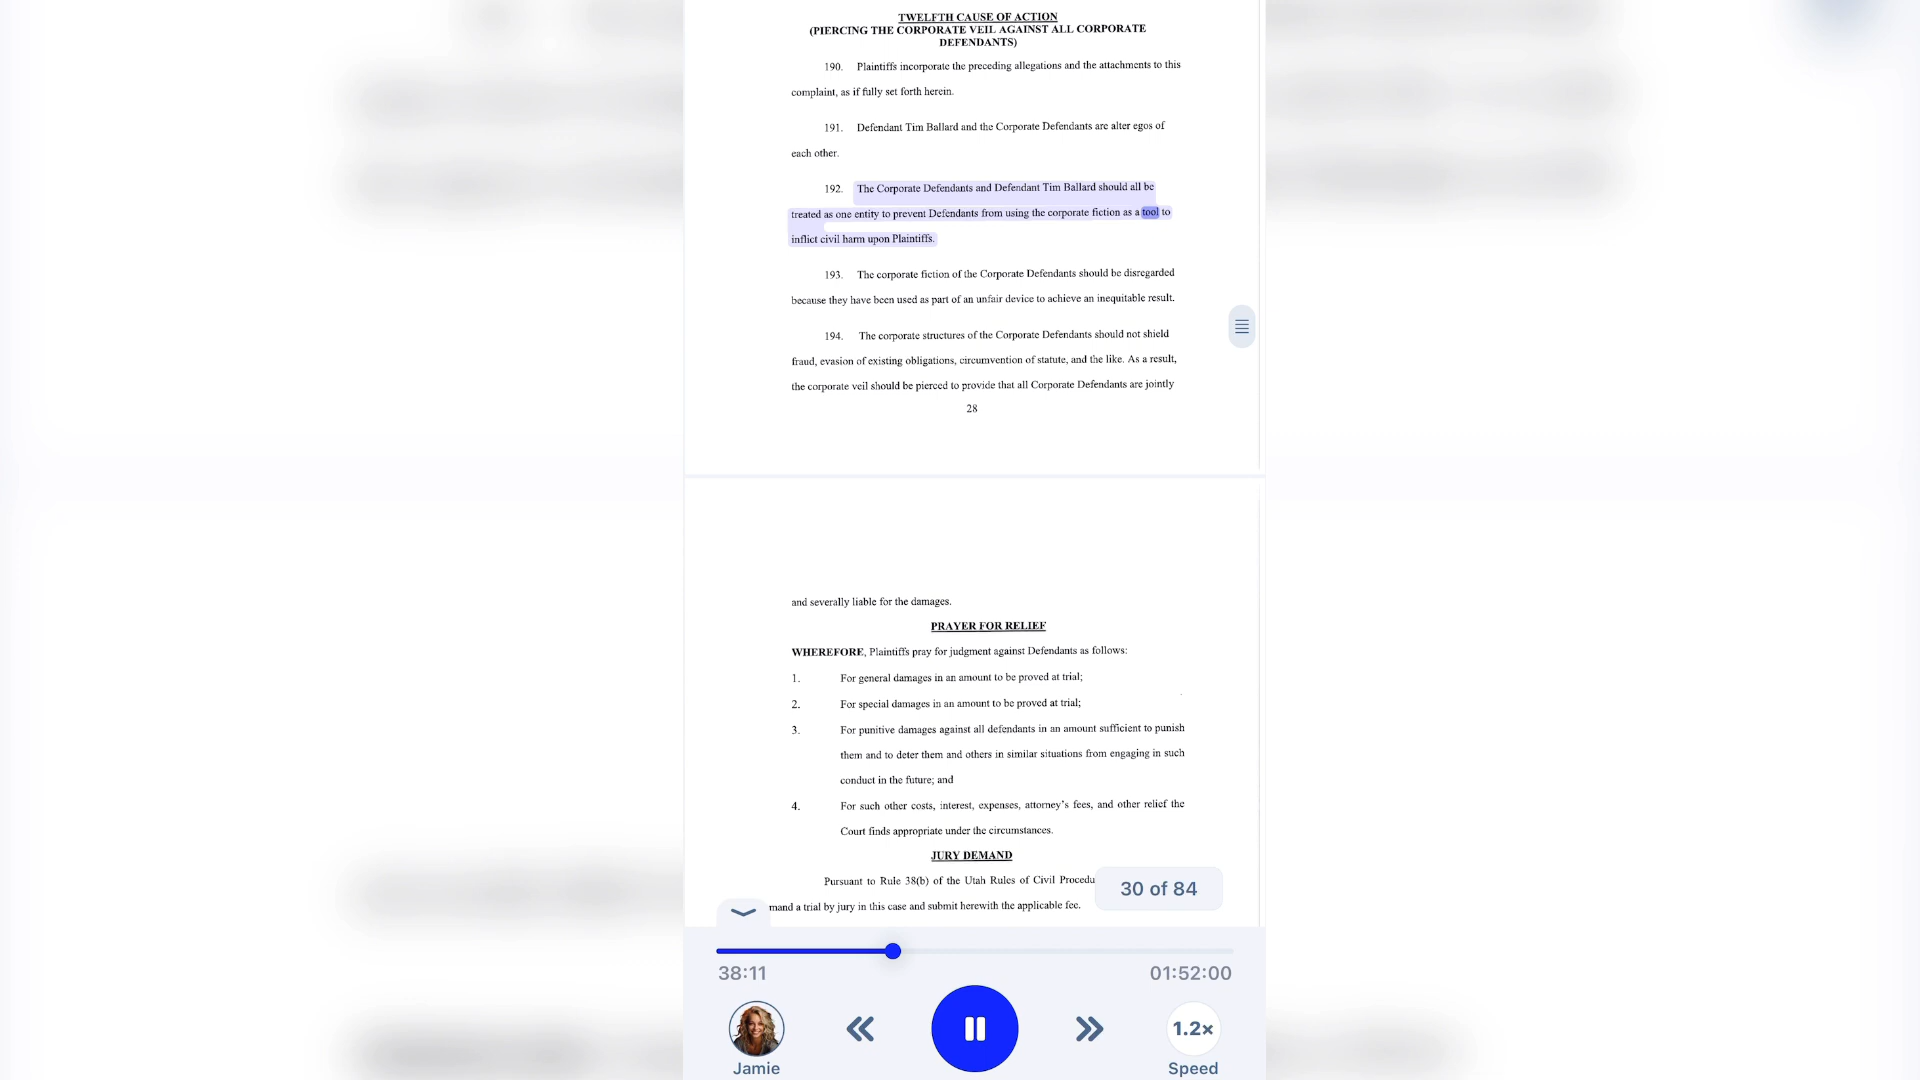 TWELFTH CAUSE OF ACTION
(PIERCING THE CORPORATE VEIL AGAINST ALL CORPORATE
DEFENDANTS)
190. Plaintiffs incorporate the preceding allegations and the attachments to this
complaint, as if fully set forth herein.
191. Defendant Tim Ballard and the Corporate Defendants are alter egos of
each other.
192. The Corporate Defendants and Defendant Tim Ballard should all be
treated as one entity to prevent Defendants from using the corporate fiction as a tool to
inflict civil harm upon Plaintiffs.
193. The corporate fiction of the Corporate Defendants should be disregarded
because they have been used as part of an unfair device to achieve an inequitable result.
194. The corporate structures of the Corporate Defendants should not shield
fraud, evasion of existing obligations, circumvention of statute, and the like. As a result,
the corporate veil should be pierced to provide that all Corporate Defendants are jointly
28
and severally liable for the damages.
PRAYER FOR RELIEF
WHEREFORE, Plaintiffs pray for judgment against Defendants as follows:
1. For general damages in an amount to be proved at trial;
2. For special damages in an amount to be proved at trial;
3. For punitive damages against all defendants in an amount sufficient to punish
them and to deter them and others in similar situations from engaging in such
conduct in the future; and
4. For such other costs, interest, expenses, attorney's fees, and other relief the
Court finds appropriate under the circumstances.
JURY DEMAND
Pursuant to Rule 38(b) of the Utah Rules of Civil Procedu
30 of 84
mand a trial by jury in this case and submit herewith the applicable fee.
38:11
01:52:00
1.2×
Jamie
Speed